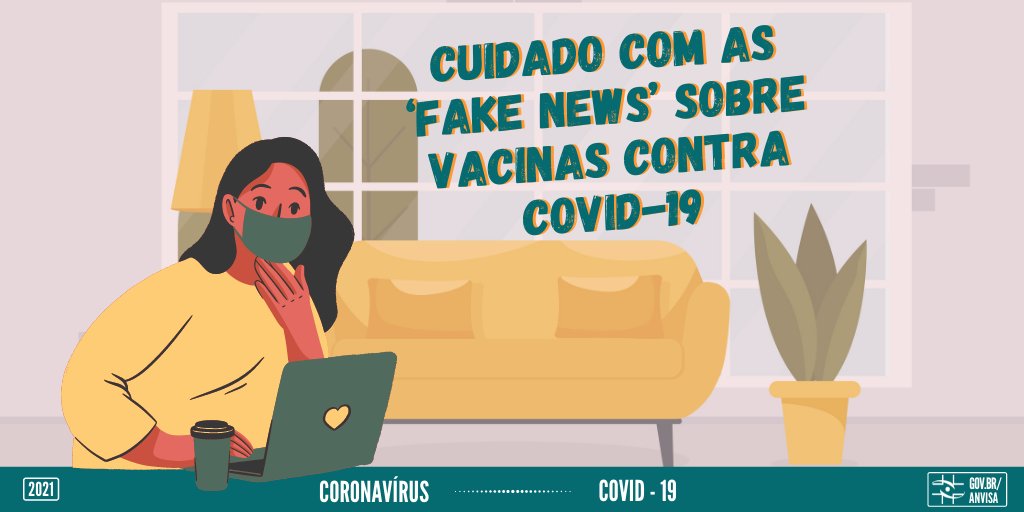 CUIDADO COM AS
‘FAKE NEWS’ SOBRE
VACINAS CONTRA
COVID-19
2021
CORONAVÍRUS
COVID - 19
GOV.BR/
ANVISA